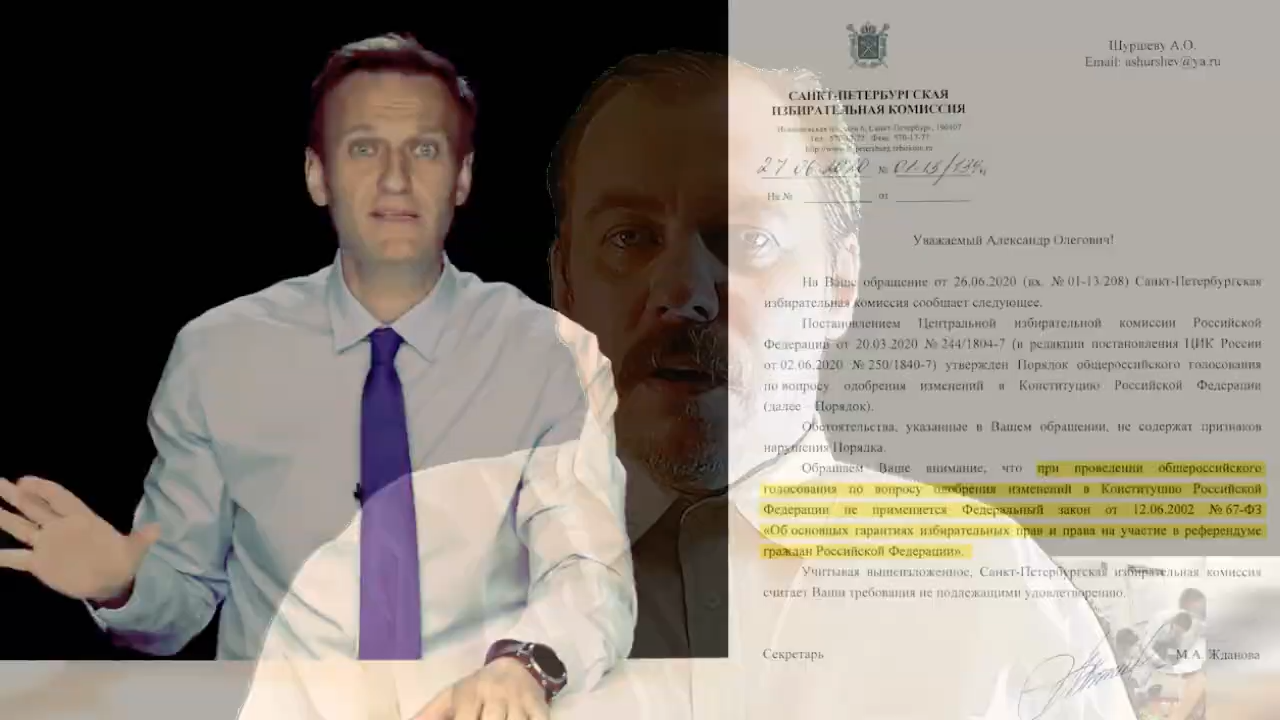 Шуршеву А.О.
Email: ashurshev@ya.ru
САНКТ-ПЕТЕРБУРГСКАЯ
ИЗБИРАТЕЛЬНАЯ КОМИССИЯ
Санкт-Петербург, 190107
27 06 2020 №
На № от
Уважаемый Александр Олегович!
На Ваше обращение от 26.06.2020 (вх. № 01-13/208) Санкт-Петербургская
избирательная комиссия сообщает следующее.
Постановлением Центральной избирательной комиссии Российской
Федерации от 20.03.2020 № 244/1804-7 (в редакции постановления ЦИК России
от 02.06.2020 № 250/1840-7) утвержден Порядок общероссийского голосования
по вопросу одобрения изменений в Конституцию Российской Федерации
(далее – Порядок).
Обстоятельства, указанные в Вашем обращении, не содержат признаков
нарушения Порядка.
Обращаем Ваше внимание, что при проведении общероссийского
голосования по вопросу одобрения изменений в Конституцию Российской
Федерации не применяется Федеральный закон от 12.06.2002 № 67-ФЗ
«Об основных гарантиях избирательных прав и права на участие в референдуме
граждан Российской Федерации».
Учитывая вышеизложенное, Санкт-Петербургская избирательная комиссия
считает Ваши требования не подлежащими удовлетворению.
Секретарь М.А. Жданова